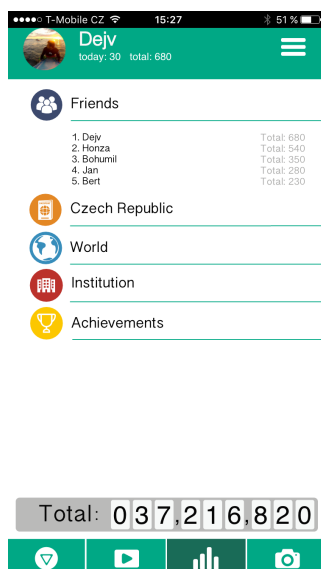 T-Mobile CZ 15:27 51 %
Dejv
today: 30 total: 680
Friends
1. Dejv Total: 680
2. Honza Total: 540
3. Bohumil Total: 350
4. Jan Total: 280
5. Bert Total: 230
Czech Republic
World
Institution
Achievements
Total: 037,216,820